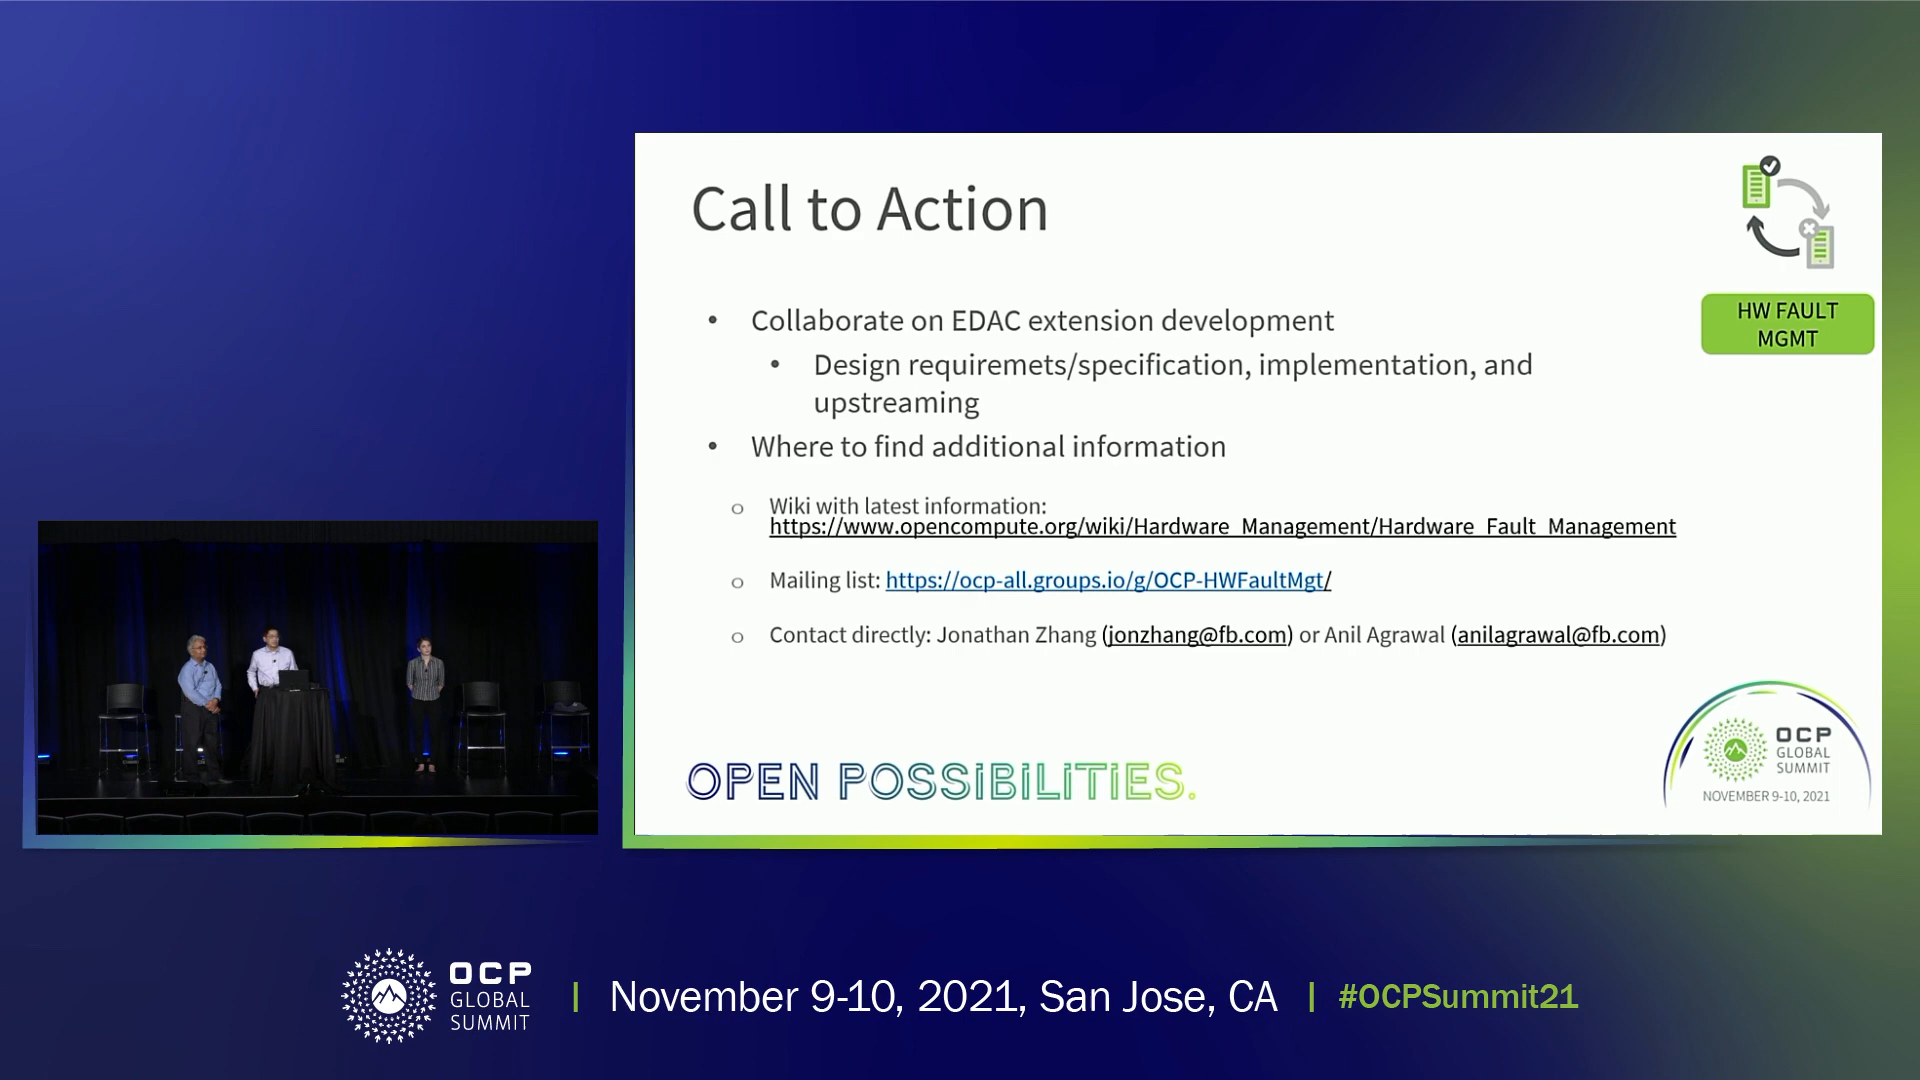 Call to Action
HW FAULT
MGMT
• Collaborate on EDAC extension development
• Design requiremets/specification, implementation, and
upstreaming
• Where to find additional information
o Wiki with latest information:
https://www.opencompute.org/wiki/Hardware_Management/Hardware_Fault_Management
o Mailing list: https://ocp-all.groups.io/g/OCP-HWFaultMgt/
o Contact directly: Jonathan Zhang (jonzhang@fb.com) or Anil Agrawal (anilagrawal@fb.com)
OPEN POSSIBILITIES.
OCP
GLOBAL
SUMMIT
NOVEMBER 9-10, 2021
OCP
GLOBAL
SUMMIT
| November 9-10, 2021, San Jose, CA | #OCPSummit21